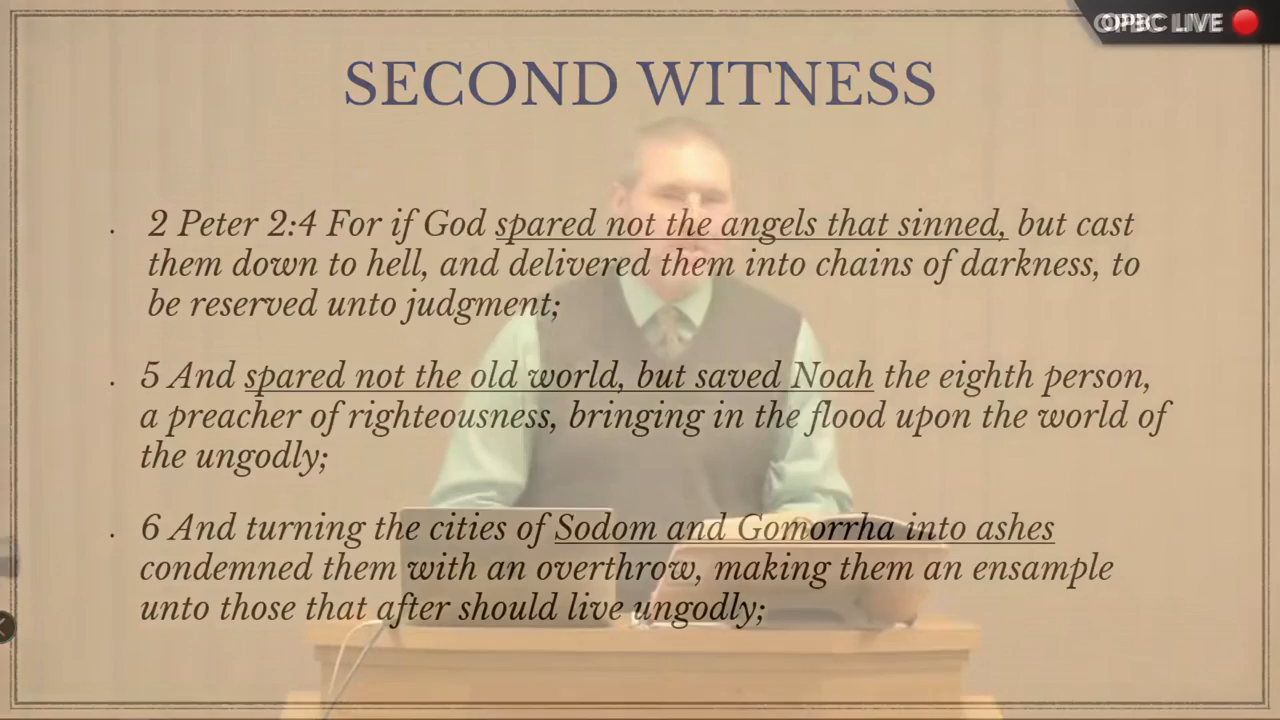 OPBC LIVE
SECOND WITNESS
. 2 Peter 2:4 For if God spared not the angels that sinned, but cast
them down to hell, and delivered them into chains of darkness, to
be reserved unto judgment;
. 5 And spared not the old world, but saved Noah the eighth person,
a preacher of righteousness, bringing in the flood upon the world of
the ungodly;
. 6 And turning the cities of Sodom and Gomorrha into ashes
condemned them with an overthrow, making them an ensample
unto those that after should live ungodly;